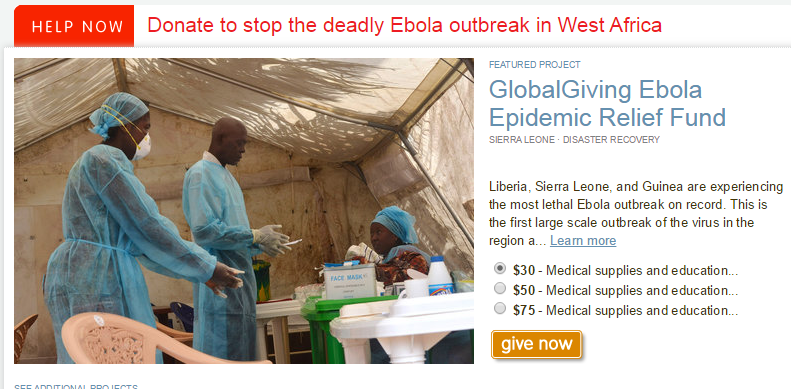 HELP NOW
Donate to stop the deadly Ebola outbreak in West Africa
FEATURED PROJECT
GlobalGiving Ebola
Epidemic Relief Fund
SIERRA LEONE · DISASTER RECOVERY
Liberia, Sierra Leone, and Guinea are experiencing
the most lethal Ebola outbreak on record. This is
the first large scale outbreak of the virus in the
region a... Learn more
$30 - Medical supplies and education...
$50 - Medical supplies and education...
$75 - Medical supplies and education...
give now
FACE MASK
SEE ADDITIONAL PROJECTS